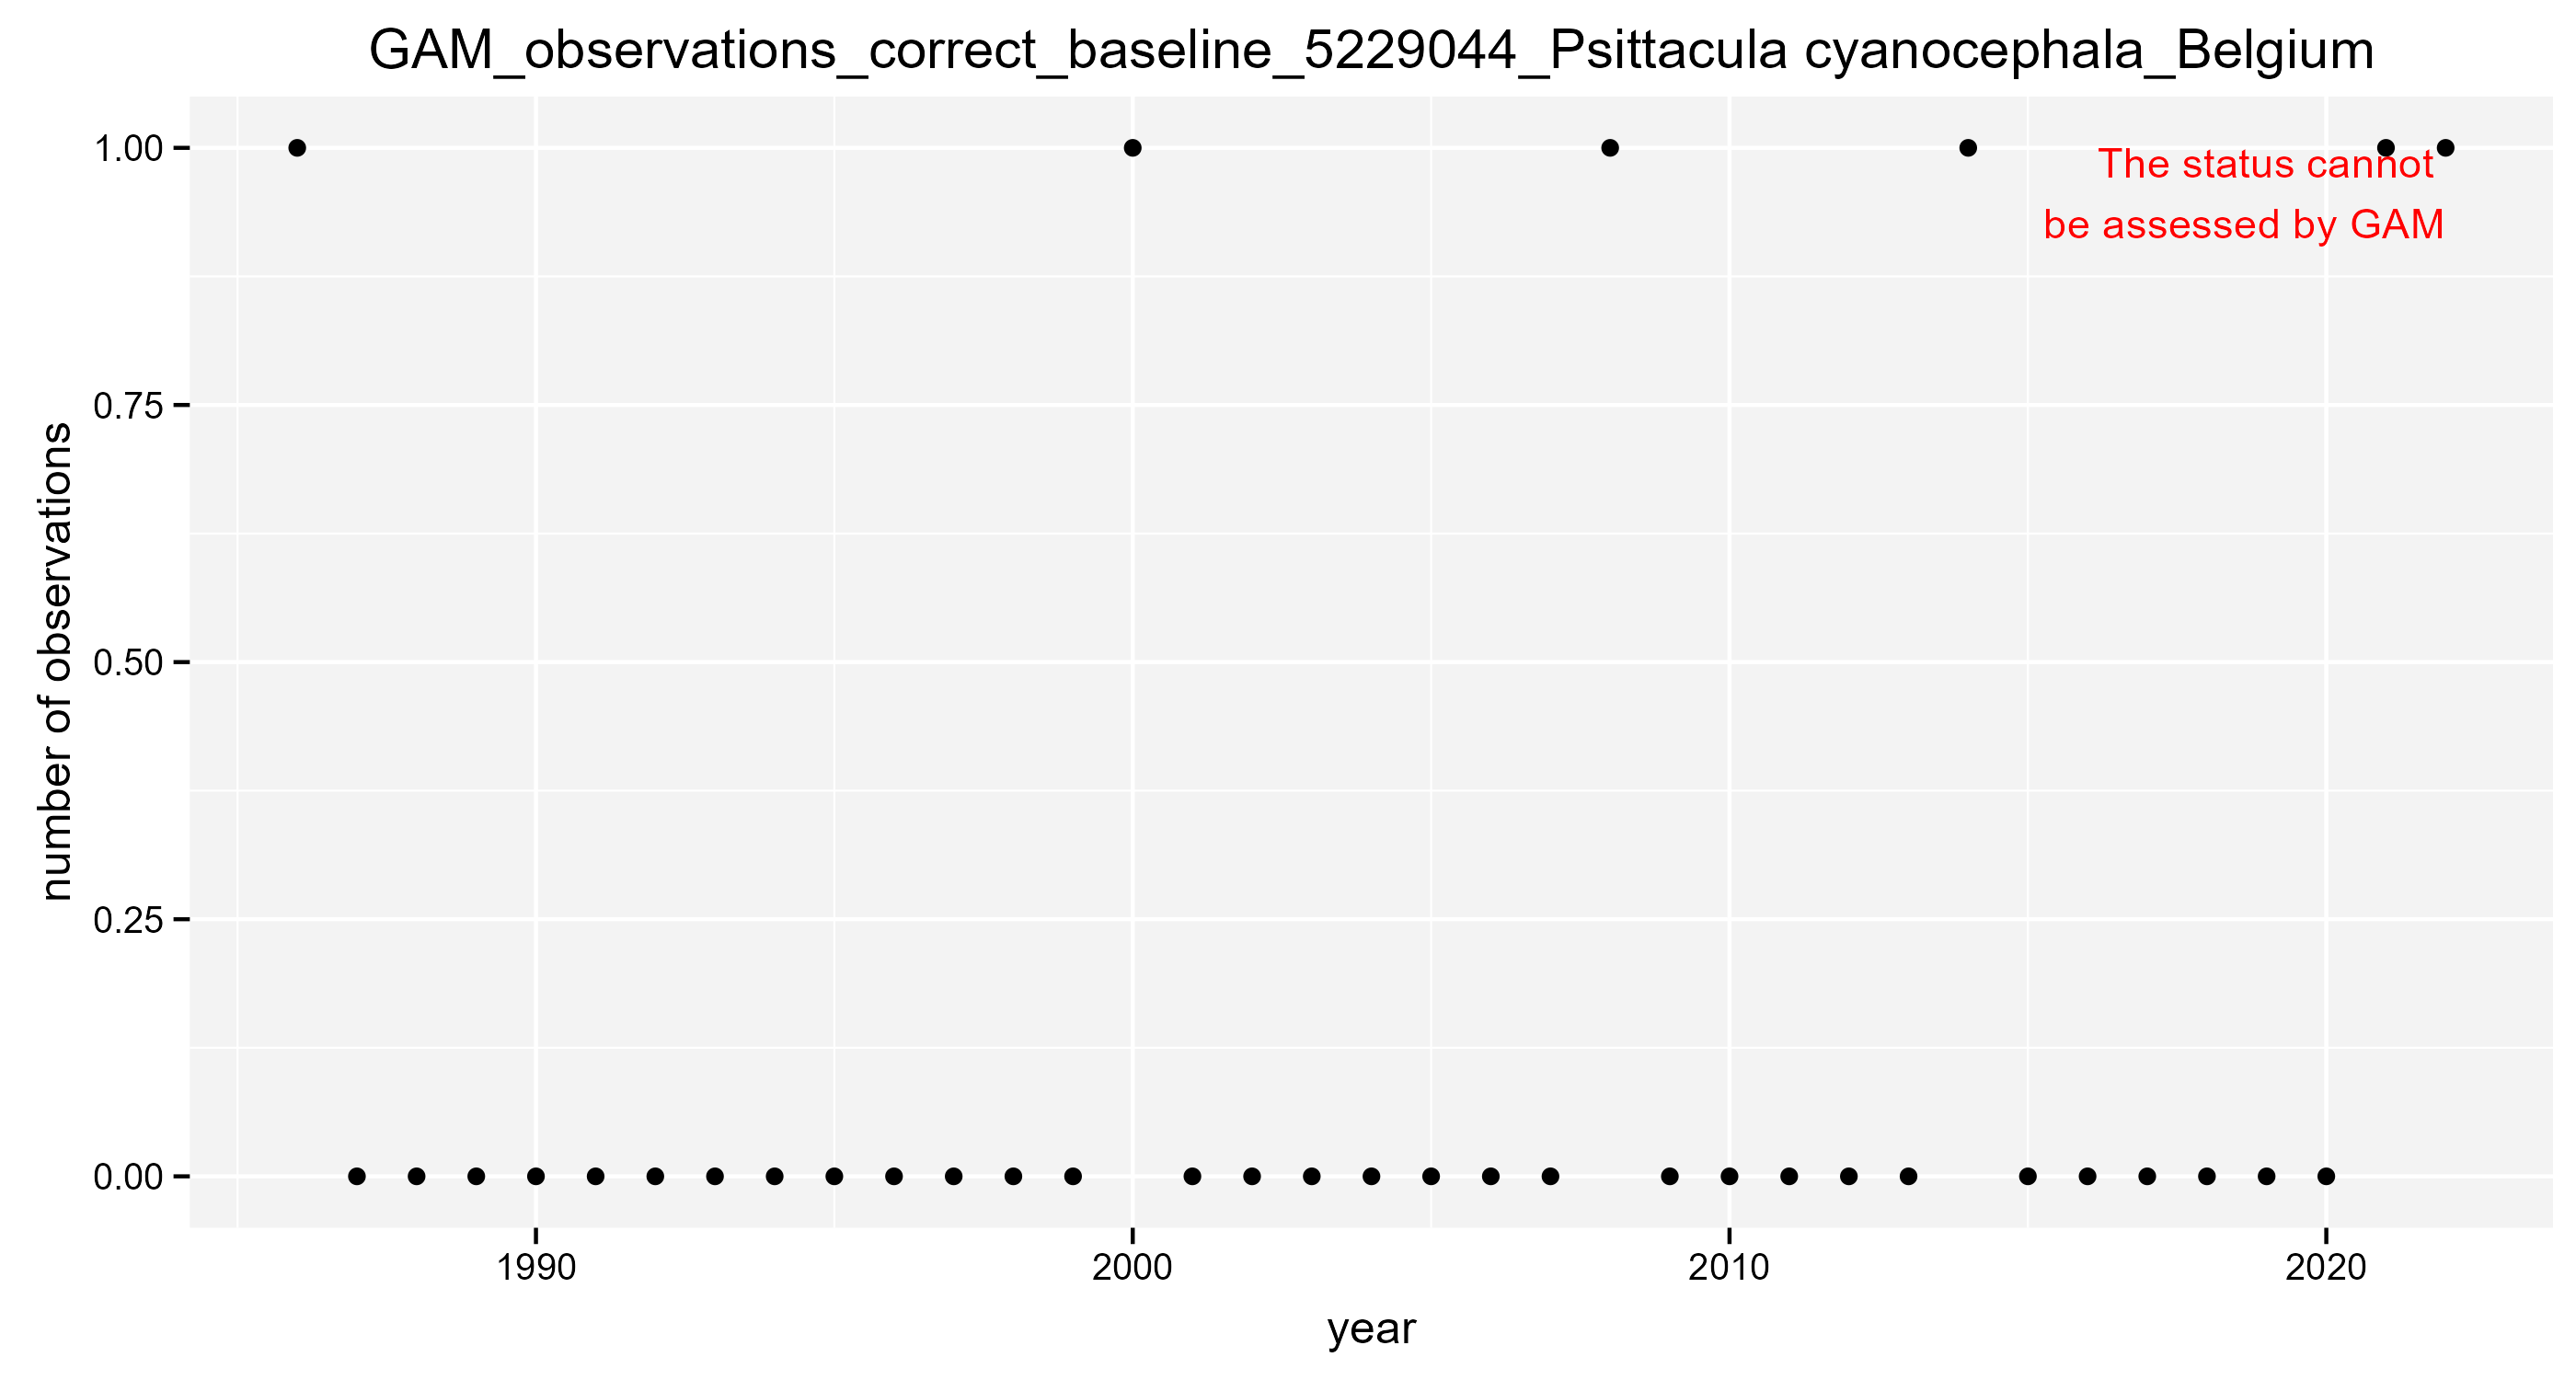 GAM_observations_correct_baseline_5229044_Psittacula cyanocephala_Belgium
1.00
The status cannot
be assessed by GAM
0.75
0.50
0.25
0.00
number of observations
1990 2000 2010 2020
year